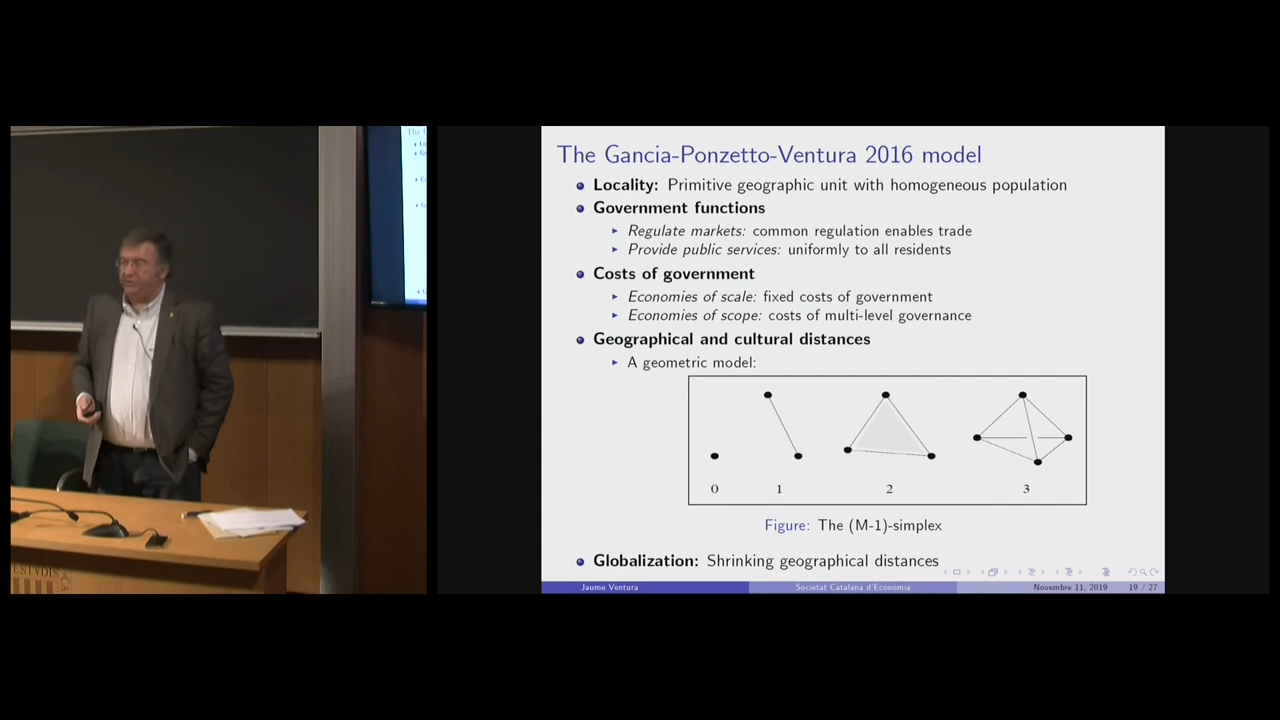 The Gancia-Ponzetto-Ventura 2016 model
Locality: Primitive geographic unit with homogeneous population
Government functions
Regulate markets: common regulation enables trade
Provide public services: uniformly to all residents
Costs of government
Economies of scale: fixed costs of government
Economies of scope: costs of multi-level governance
Geographical and cultural distances
A geometric model:
0 1 2 3
Figure: The (M-1)-simplex
Globalization: Shrinking geographical distances
Jaume Ventura Societat Catalana d'Economia Novembre 11, 2019 19 / 27